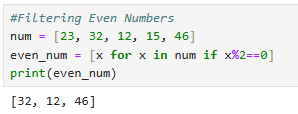 #Filtering Even Numbers
num = [23, 32, 12, 15, 46]
even_num = [x for x in num if x%2==0]
print(even_num)
[32, 12, 46]